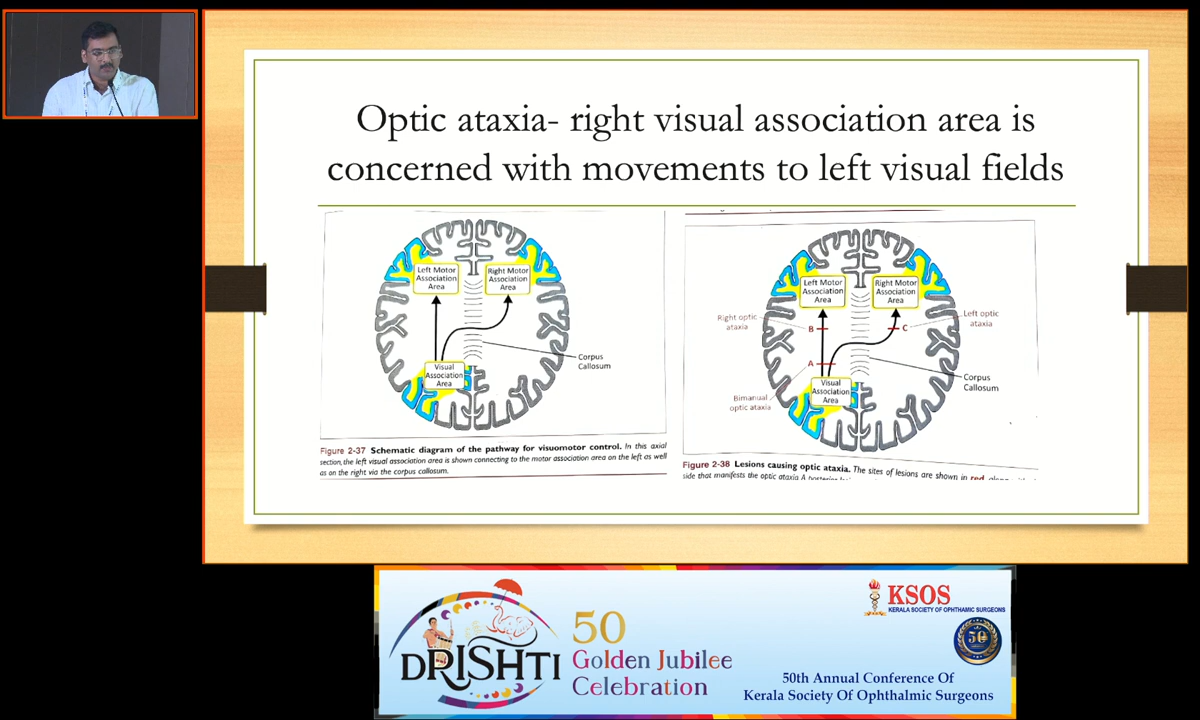 Optic ataxia- right visual association area is
concerned with movements to left visual fields
Left Motor
Association
Area
Right Motor
Association
Area
Visual
Association
Area
Corpus
Callosum
Figure 2-37 Schematic diagram of the pathway for visuomotor control. In this axial
section, the left visual association area is shown connecting to the motor association area on the left as well
as on the right via the corpus callosum.
Left Motor
Association
Area
Right Motor
Association
Area
Right optic
ataxia
B
C
Left optic
ataxia
A
Visual
Association
Area
Bimanual
optic ataxia
Corpus
Callosum
Figure 2-38 Lesions causing optic ataxia. The sites of lesions are shown in red,
side that manifests the optic ataxia A posterior
DRISHTI
50
Golden Jubilee
Celebration
KSOS
KERALA SOCIETY OF OPHTHAMIC SURGEONS
50
50th Annual Conference Of
Kerala Society Of Ophthalmic Surgeons